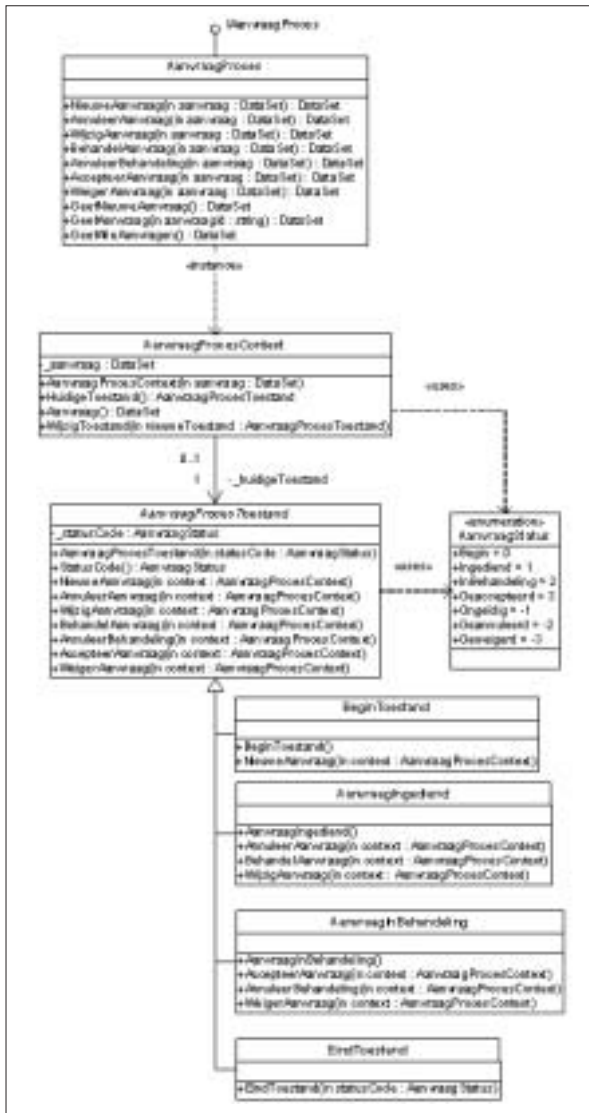 IAanvraagProces
AanvraagProces
+NieuweAanvraag(in aanvraag : DataSet) : DataSet
+AnnuleerAanvraag(in aanvraag : DataSet) : DataSet
+WijzigAanvraag(in aanvraag : DataSet) : DataSet
+BehandelAanvraag(in aanvraag : DataSet) : DataSet
+AnnuleerBehandeling(in aanvraag : DataSet) : DataSet
+AccepteerAanvraag(in aanvraag : DataSet) : DataSet
+WeigerAanvraag(in aanvraag : DataSet) : DataSet
+GeefNieuweAanvraag() : DataSet
+GeefAanvraag(in aanvraagId : string) : DataSet
+GeefAlleAanvragen() : DataSet
«instance»
AanvraagProcesContext
-_aanvraag : DataSet
+AanvraagProcesContext(in aanvraag : DataSet)
+HuidigeToestand() : AanvraagProcesToestand
+Aanvraag() : DataSet
+WijzigToestand(in nieuweToestand : AanvraagProcesToestand)
«uses»
0..1
1
-_huidigeToestand
AanvraagProcesToestand
-_statusCode : AanvraagStatus
+AanvraagProcesToestand(in statusCode : AanvraagStatus)
+StatusCode() : AanvraagStatus
+NieuweAanvraag(in context : AanvraagProcesContext)
+AnnuleerAanvraag(in context : AanvraagProcesContext)
+WijzigAanvraag(in context : AanvraagProcesContext)
+BehandelAanvraag(in context : AanvraagProcesContext)
+AnnuleerBehandeling(in context : AanvraagProcesContext)
+AccepteerAanvraag(in context : AanvraagProcesContext)
+WeigerAanvraag(in context : AanvraagProcesContext)
«uses»
«enumeration»
AanvraagStatus
+Begin = 0
+Ingediend = 1
+InBehandeling = 2
+Geaccepteerd = 3
+Ongeldig = -1
+Geannuleerd = -2
+Geweigerd = -3
BeginToestand
+BeginToestand()
+NieuweAanvraag(in context : AanvraagProcesContext)
AanvraagIngediend
+AanvraagIngediend()
+AnnuleerAanvraag(in context : AanvraagProcesContext)
+BehandelAanvraag(in context : AanvraagProcesContext)
+WijzigAanvraag(in context : AanvraagProcesContext)
AanvraagInBehandeling
+AanvraagInBehandeling()
+AccepteerAanvraag(in context : AanvraagProcesContext)
+AnnuleerBehandeling(in context : AanvraagProcesContext)
+WeigerAanvraag(in context : AanvraagProcesContext)
EindToestand
+EindToestand(in statusCode : AanvraagStatus)